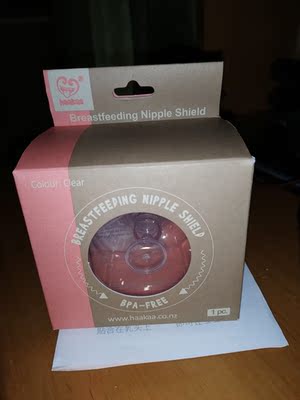 haakaa®
Breastfeeding Nipple Shield
Colour: Clear
BREASTFEEDING NIPPLE SHIELD
BPA-FREE
www.haakaa.co.nz
1 pc.